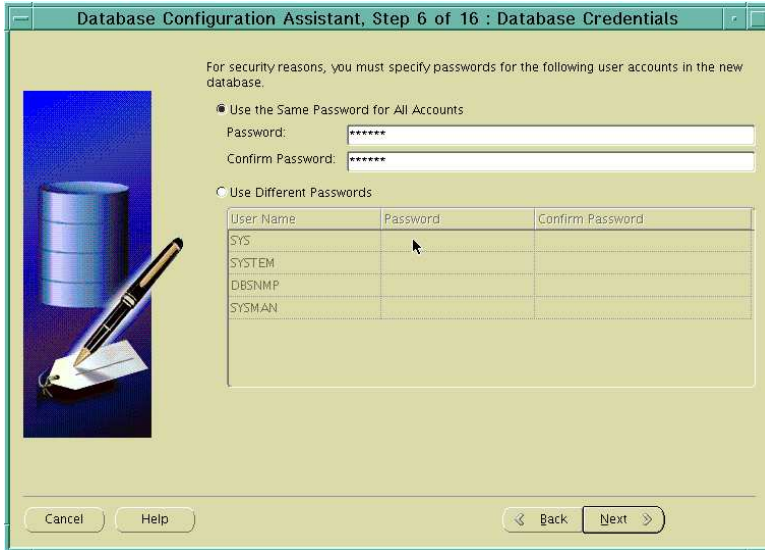 Database Configuration Assistant, Step 6 of 16 : Database Credentials
For security reasons, you must specify passwords for the following user accounts in the new
database.
Use the Same Password for All Accounts
Password: ******
Confirm Password: ******
Use Different Passwords
User Name Password Confirm Password
SYS
SYSTEM
DBSNMP
SYSMAN
Cancel Help Back Next